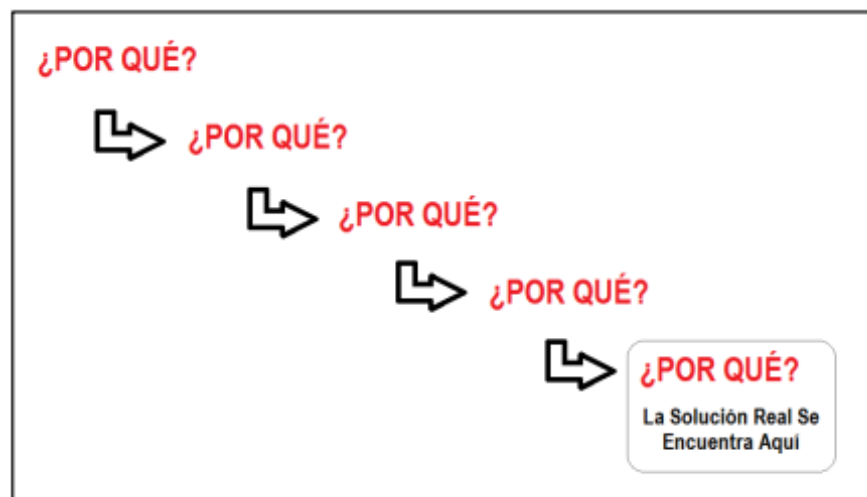 ¿POR QUÉ?
¿POR QUÉ?
¿POR QUÉ?
¿POR QUÉ?
¿POR QUÉ?
La Solución Real Se
Encuentra Aquí